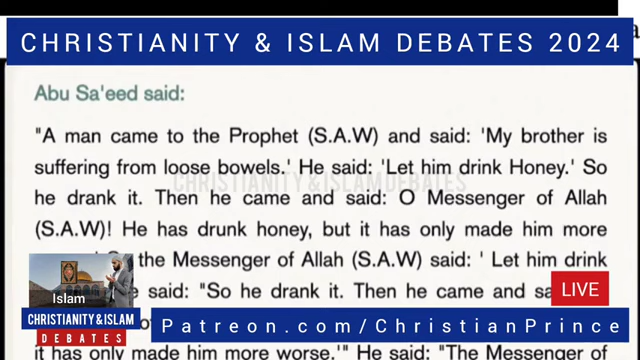 CHRISTIANITY & ISLAM DEBATES 2024
Abu Sa'eed said:
"A man came to the Prophet (S.A.W) and said: 'My brother is
suffering from loose bowels.' He said: 'Let him drink Honey.' So
he drank it. Then he came and said: O Messenger of Allah
CHRISTIANITY & ISLAM DEBATES
(S.A.W)! He has drunk honey, but it has only made him more
the Messenger of Allah (S.A.W) said: ' Let him drink
said: "So he drank it. Then he came and
Islam
LIVE
CHRISTIANITY & ISLAM
DEBATES
Patreon.com/ChristianPrince
it has only made him more worse.'" He said: "The Messenger of